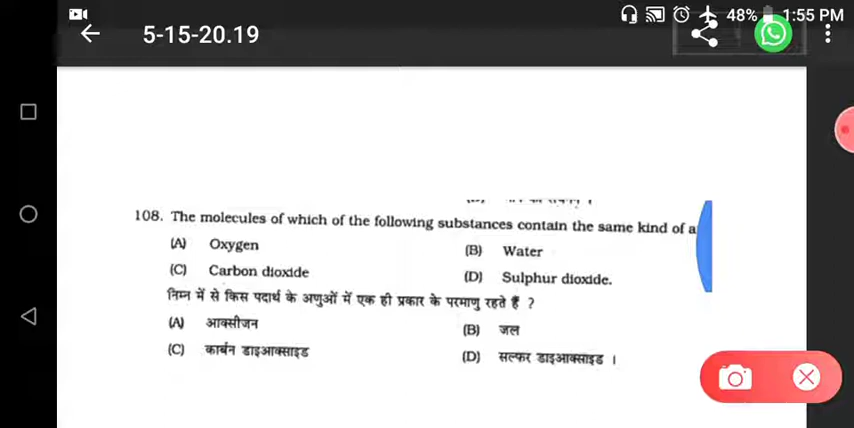 48% 1:55 PM
5-15-20.19
108. The molecules of which of the following substances contain the same kind of a
(A) Oxygen
(B) Water
(C) Carbon dioxide
(D) Sulphur dioxide.
निम्न में से किस पदार्थ के अणुओं में एक ही प्रकार के परमाणु रहते हैं ?
(A) आक्सीजन
(B) जल
(C) कार्बन डाइआक्साइड
(D) सल्फर डाइआक्साइड ।